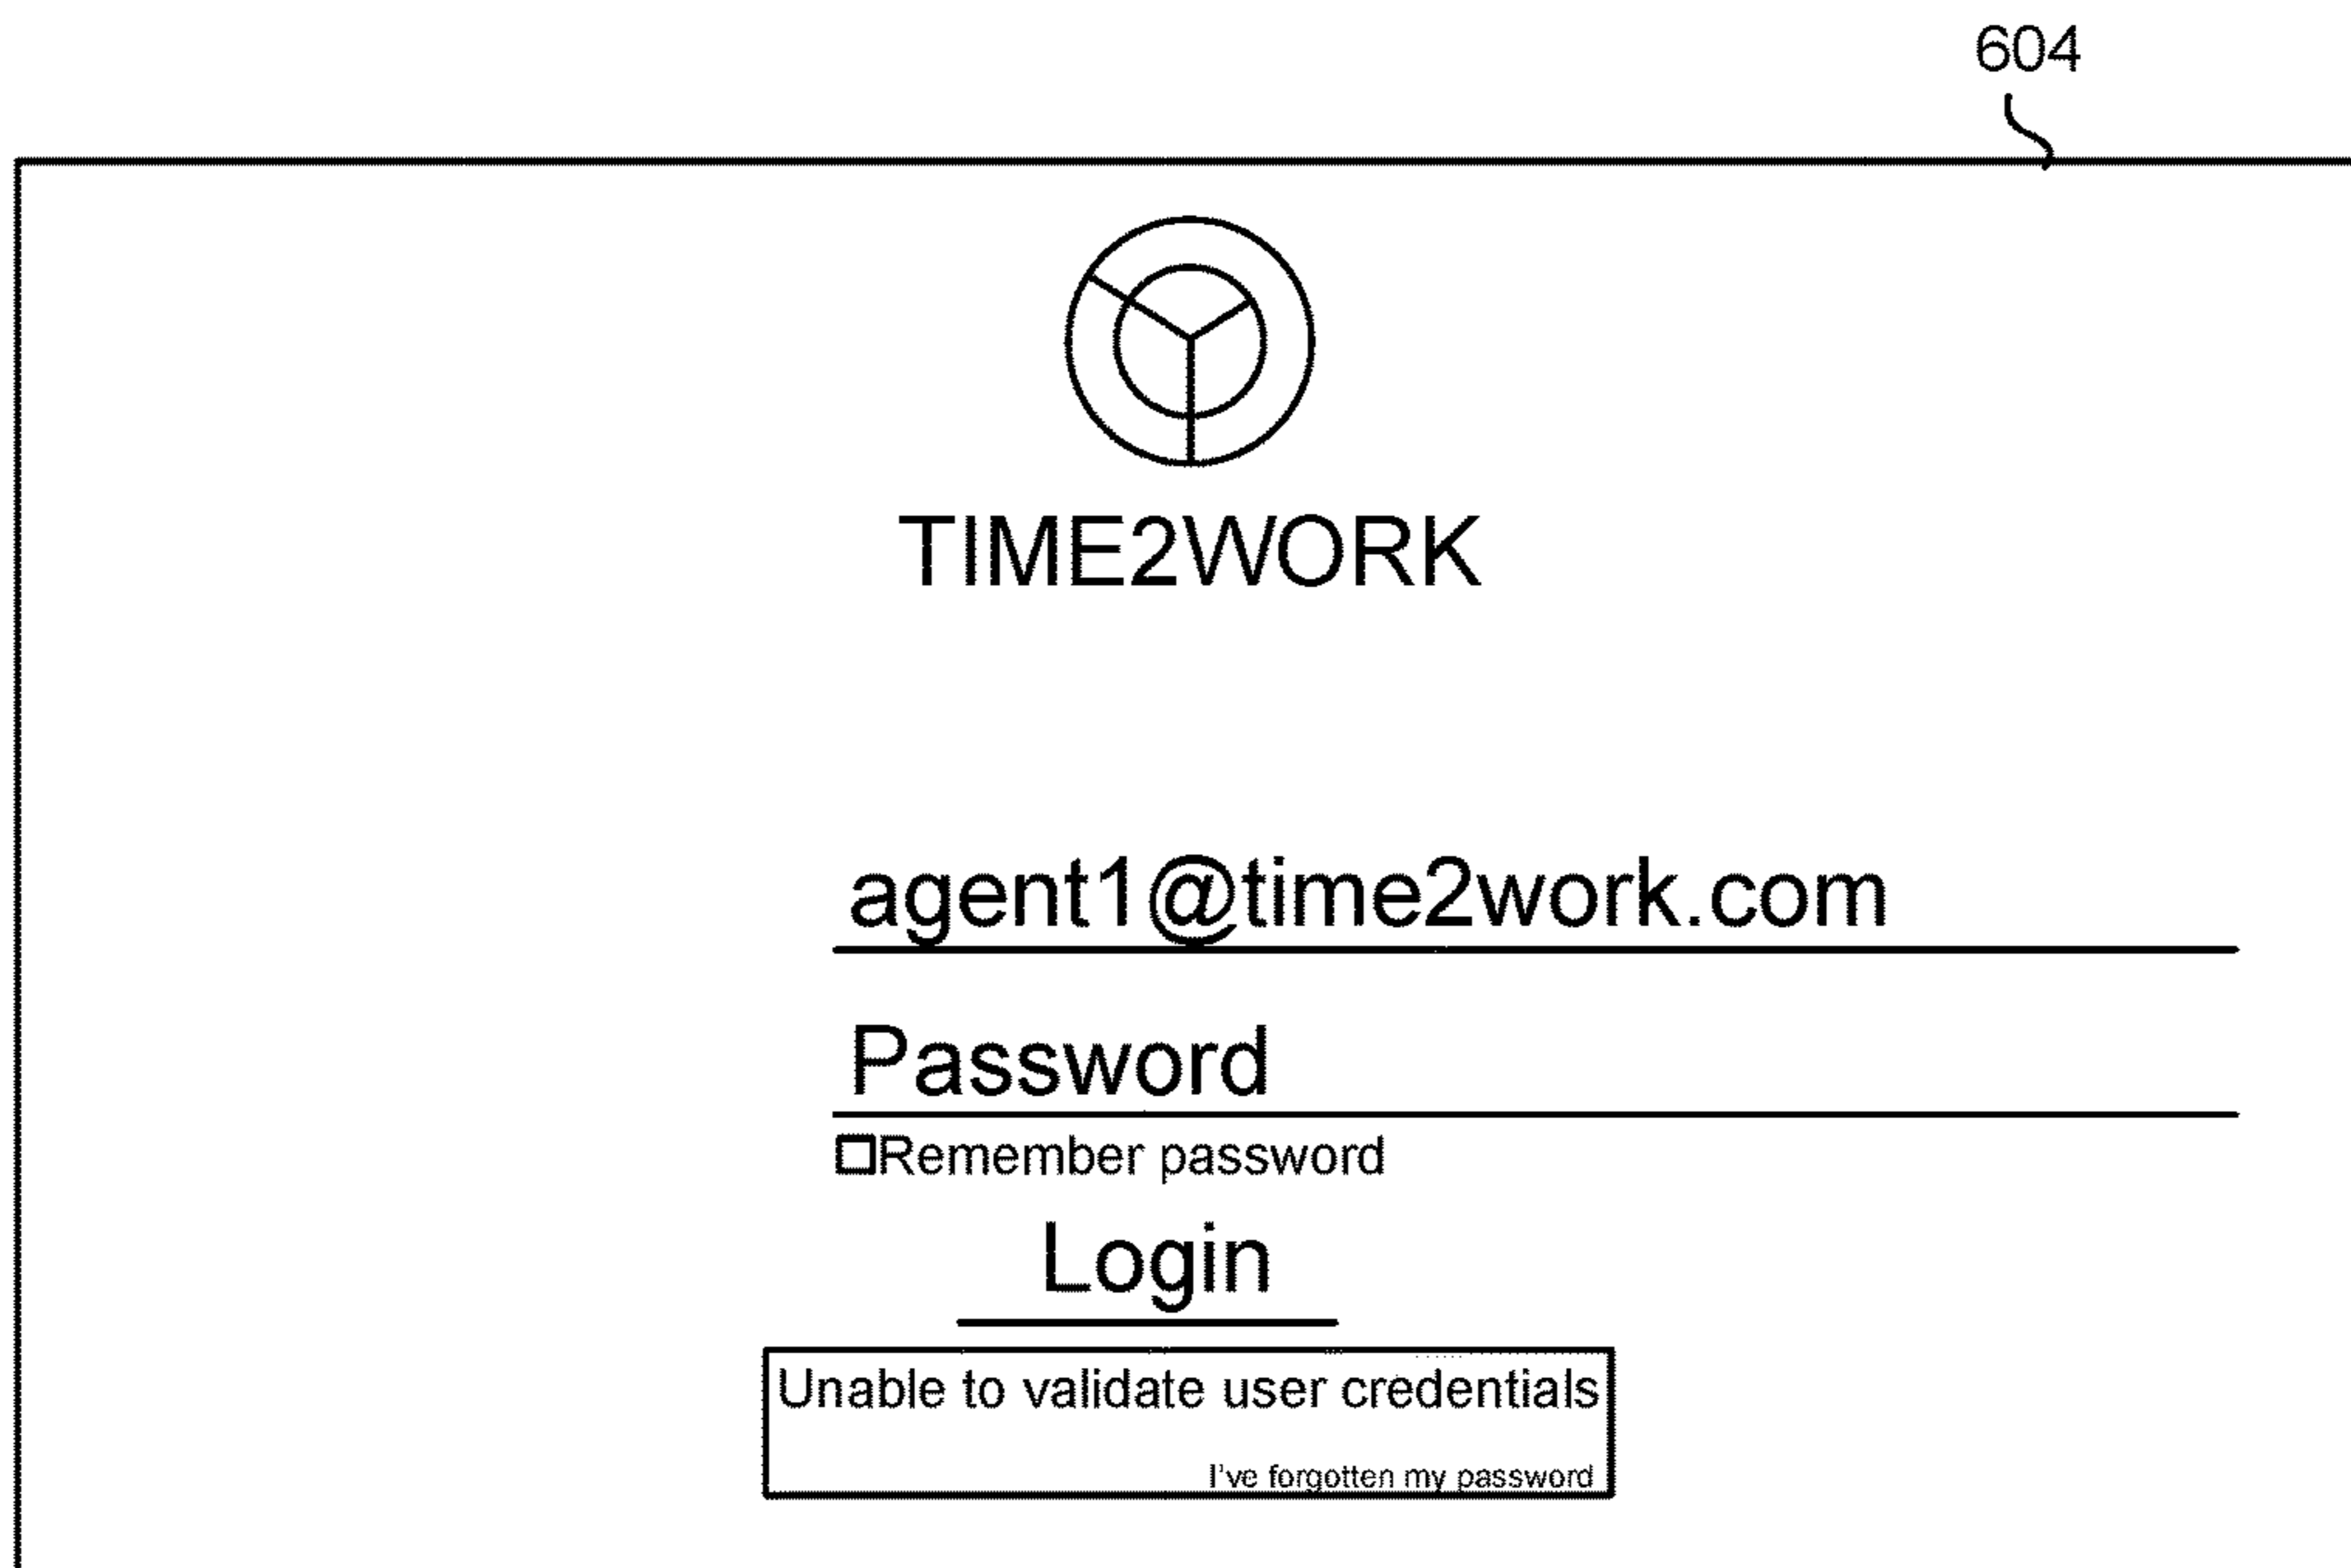 604
TIME2WORK
agent1@time2work.com
Password
Remember password
Login
Unable to validate user credentials
I've forgotten my password